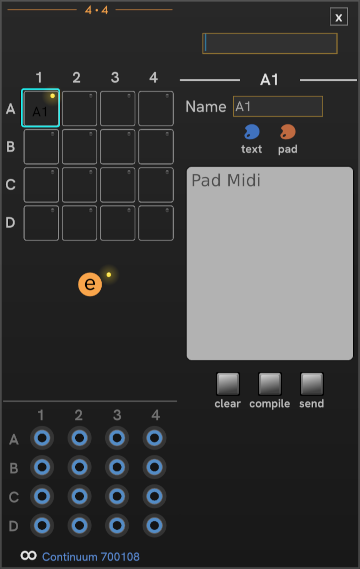 4 • 4
x
1 2 3 4
A1
A
A1
Name A1
B
text pad
C
Pad Midi
D
e
clear compile send
1 2 3 4
A
B
C
D
Continuum 700108